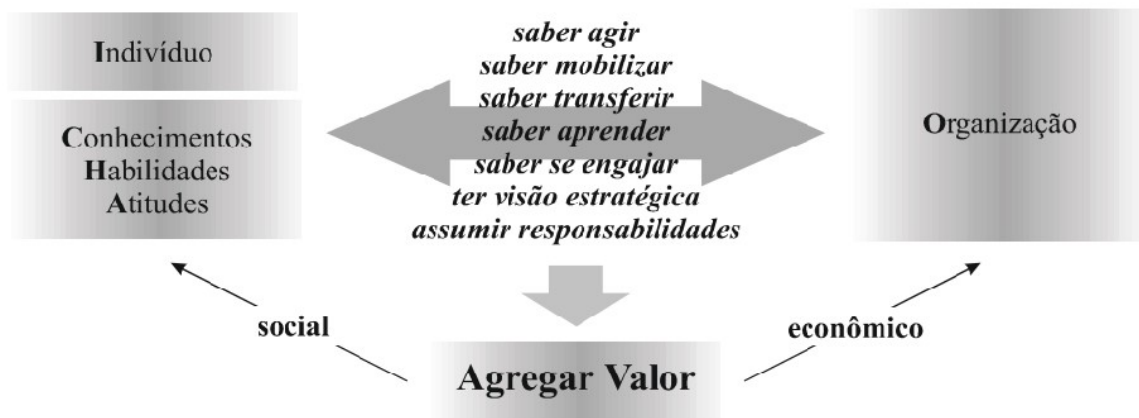 Indivíduo
Conhecimentos
Habilidades
Atitudes
saber agir
saber mobilizar
saber transferir
saber aprender
saber se engajar
ter visão estratégica
assumir responsabilidades
Organização
social
econômico
Agregar Valor